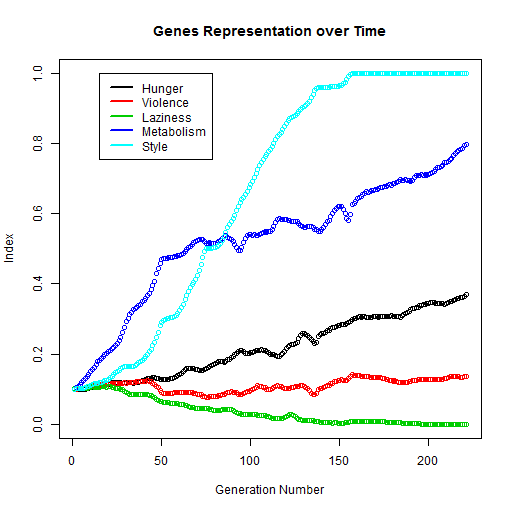 Genes Representation over Time
Index
1.0
0.8
0.6
0.4
0.2
0.0
Hunger
Violence
Laziness
Metabolism
Style
0 50 100 150 200
Generation Number